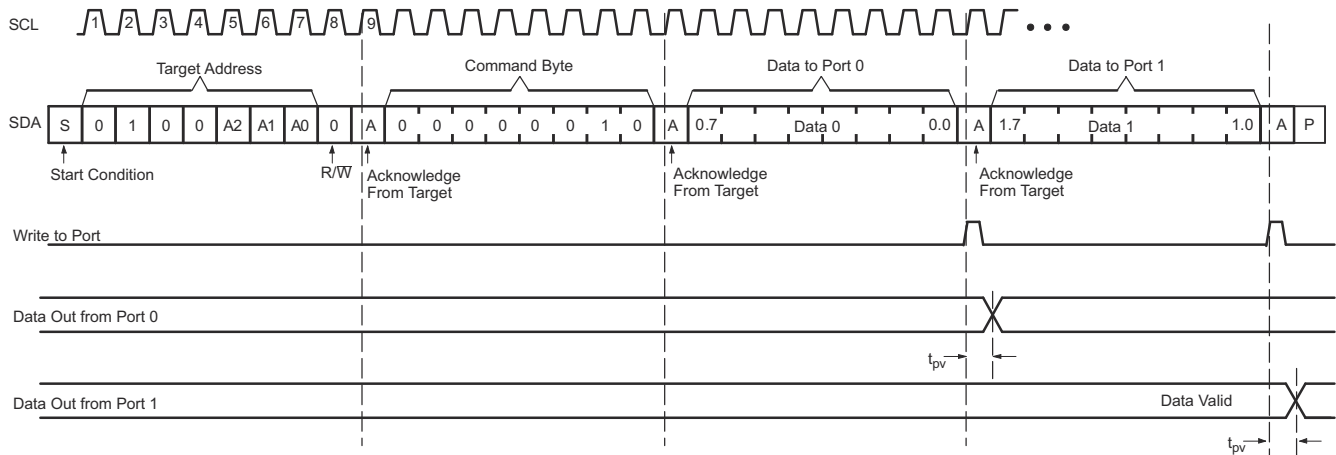 SCL 1 2 3 4 5 6 7 8 9
Target Address Command Byte Data to Port 0 Data to Port 1
SDA S 0 1 0 0 A2 A1 A0 0 A 0 0 0 0 0 0 1 0 A 0.7 Data 0 0.0 A 1.7 Data 1 1.0 A P
Start Condition R/W̅ Acknowledge From Target Acknowledge From Target Acknowledge From Target
Write to Port
Data Out from Port 0
tpv
Data Out from Port 1 Data Valid
tpv